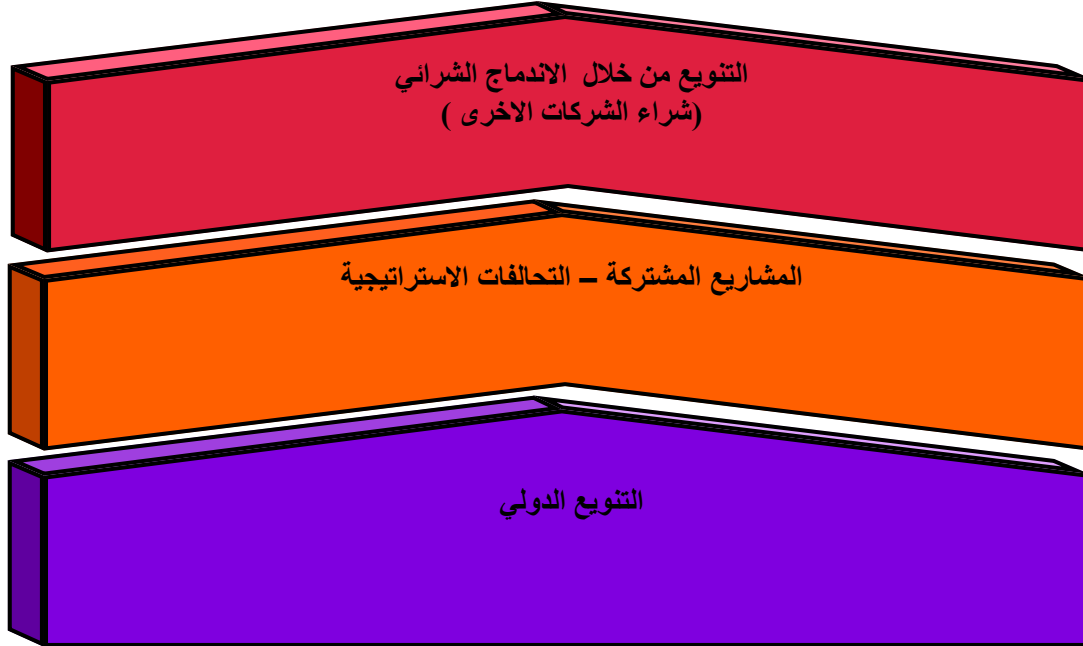 التنويع من خلال الاندماج الشرائي
(شراء الشركات الاخرى )
المشاريع المشتركة – التحالفات الاستراتيجية
التنويع الدولي